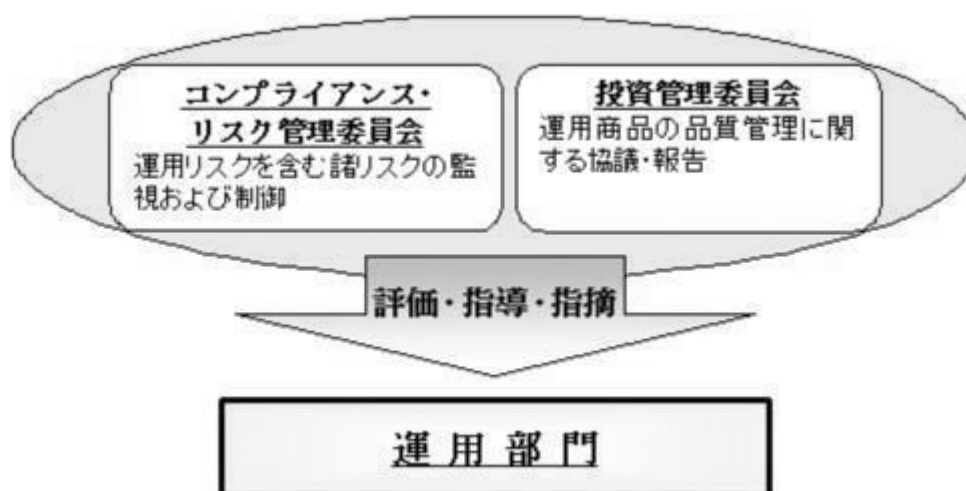 コンプライアンス・
リスク管理委員会
運用リスクを含む諸リスクの監
視および制御
投資管理委員会
運用商品の品質管理に関
する協議・報告
評価・指導・指摘
運用部門